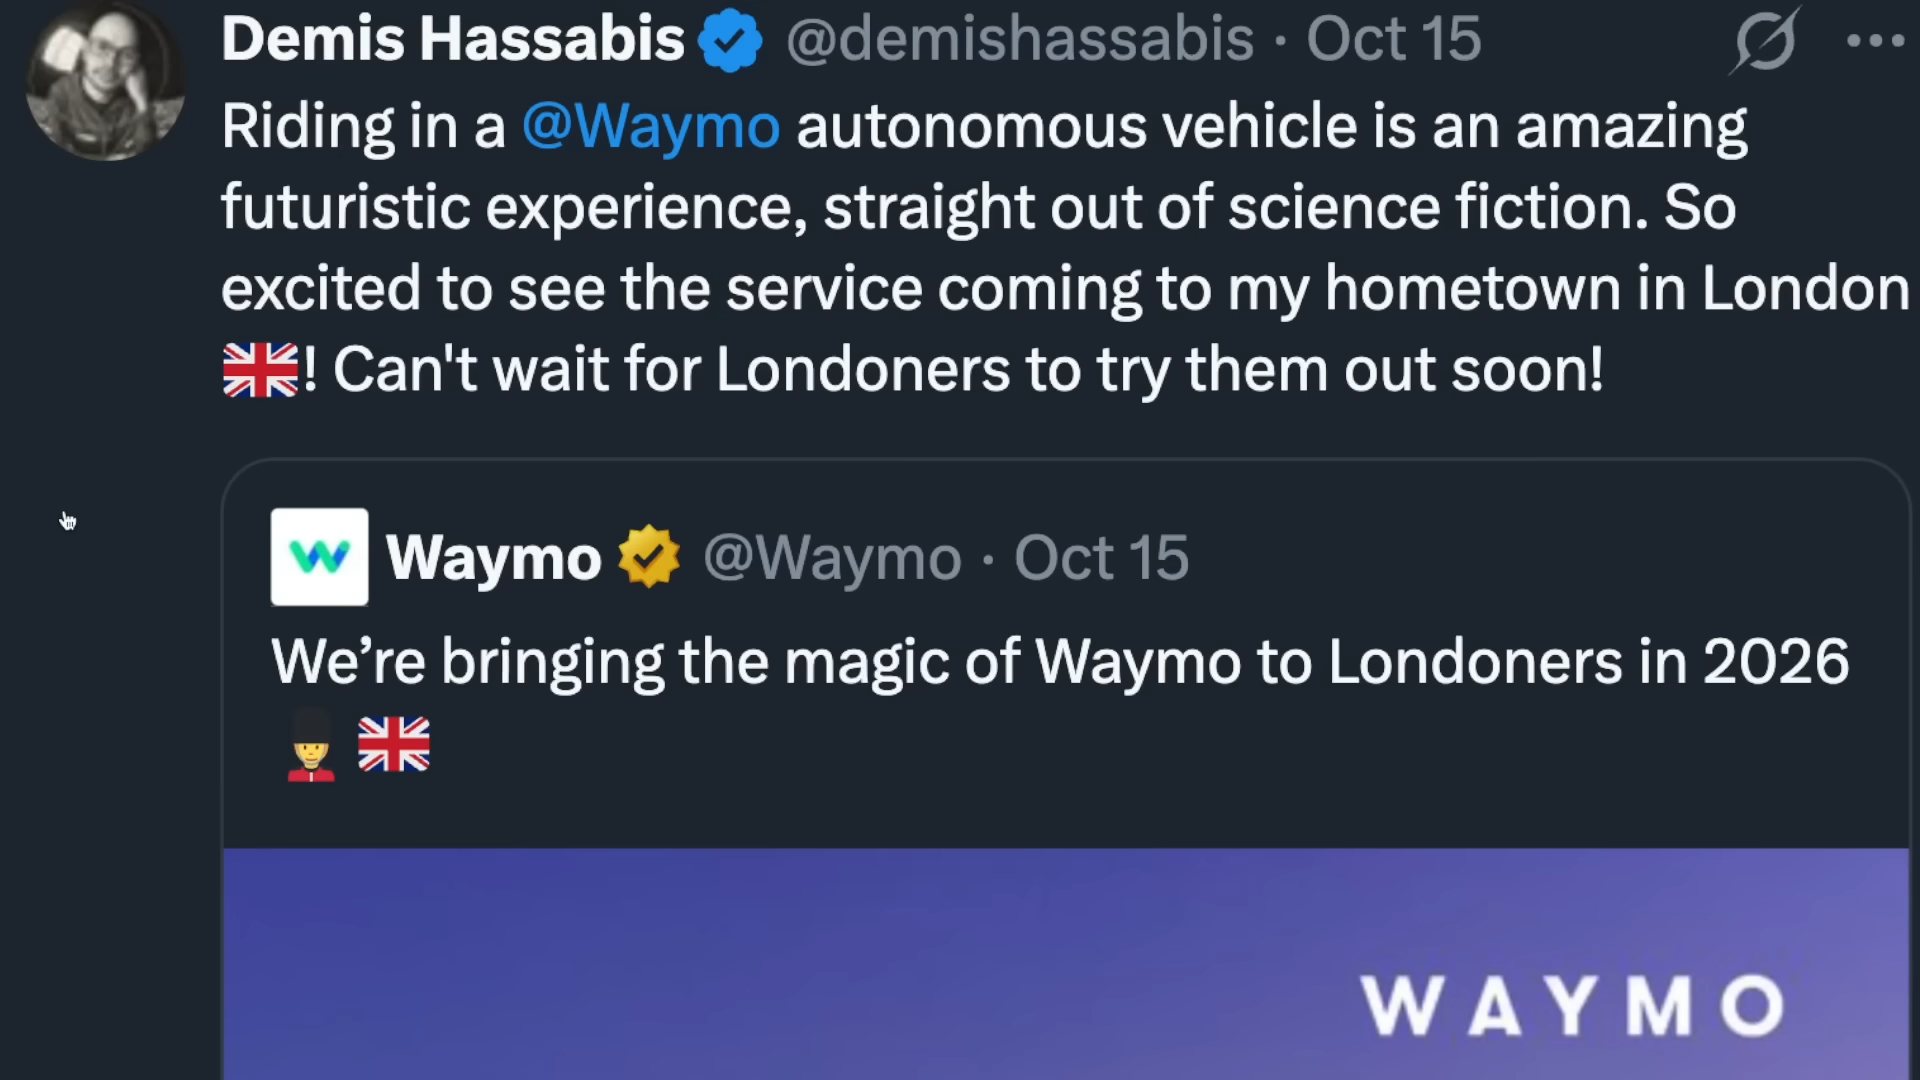 Demis Hassabis @demishassabis · Oct 15
Riding in a @Waymo autonomous vehicle is an amazing
futuristic experience, straight out of science fiction. So
excited to see the service coming to my hometown in London
🇬🇧! Can't wait for Londoners to try them out soon!
Waymo @Waymo · Oct 15
We’re bringing the magic of Waymo to Londoners in 2026
💂 🇬🇧
WAYMO